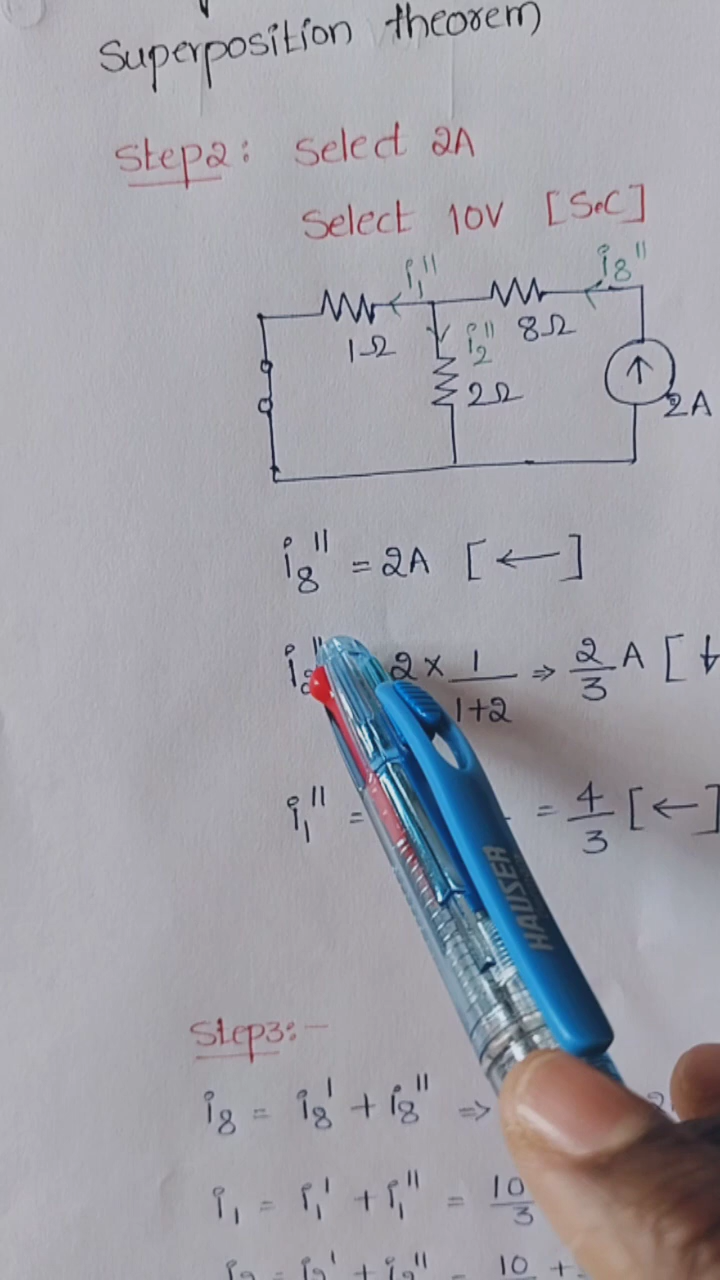 Superposition theorem
Step2: Select 2A
Select 10V [S.C]
i₁"
i₈"
1Ω
i₂"
8Ω
2Ω
2A
i₈" = 2A [←]
2 × 1/(1+2) ⇒ 2/3 A [
i₁" = = 4/3 [←]
HAUSER
Step3:-
i₈ = i₈' + i₈" ⇒
i₁ = i₁' + i₁" = 10/3